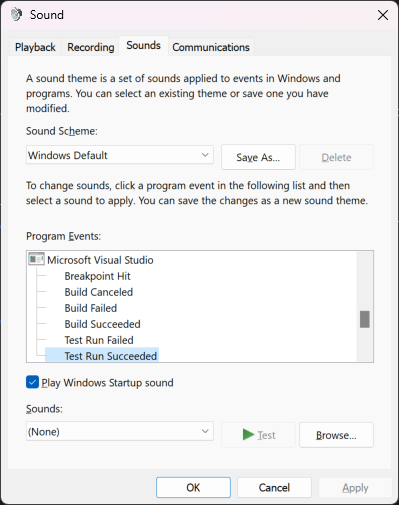 Sound
Playback
Recording
Sounds
Communications
A sound theme is a set of sounds applied to events in Windows and
programs. You can select an existing theme or save one you have
modified.
Sound Scheme:
Windows Default
Save As...
Delete
To change sounds, click a program event in the following list and then
select a sound to apply. You can save the changes as a new sound theme.
Program Events:
Microsoft Visual Studio
Breakpoint Hit
Build Canceled
Build Failed
Build Succeeded
Test Run Failed
Test Run Succeeded
Play Windows Startup sound
Sounds:
(None)
Test
Browse...
OK
Cancel
Apply